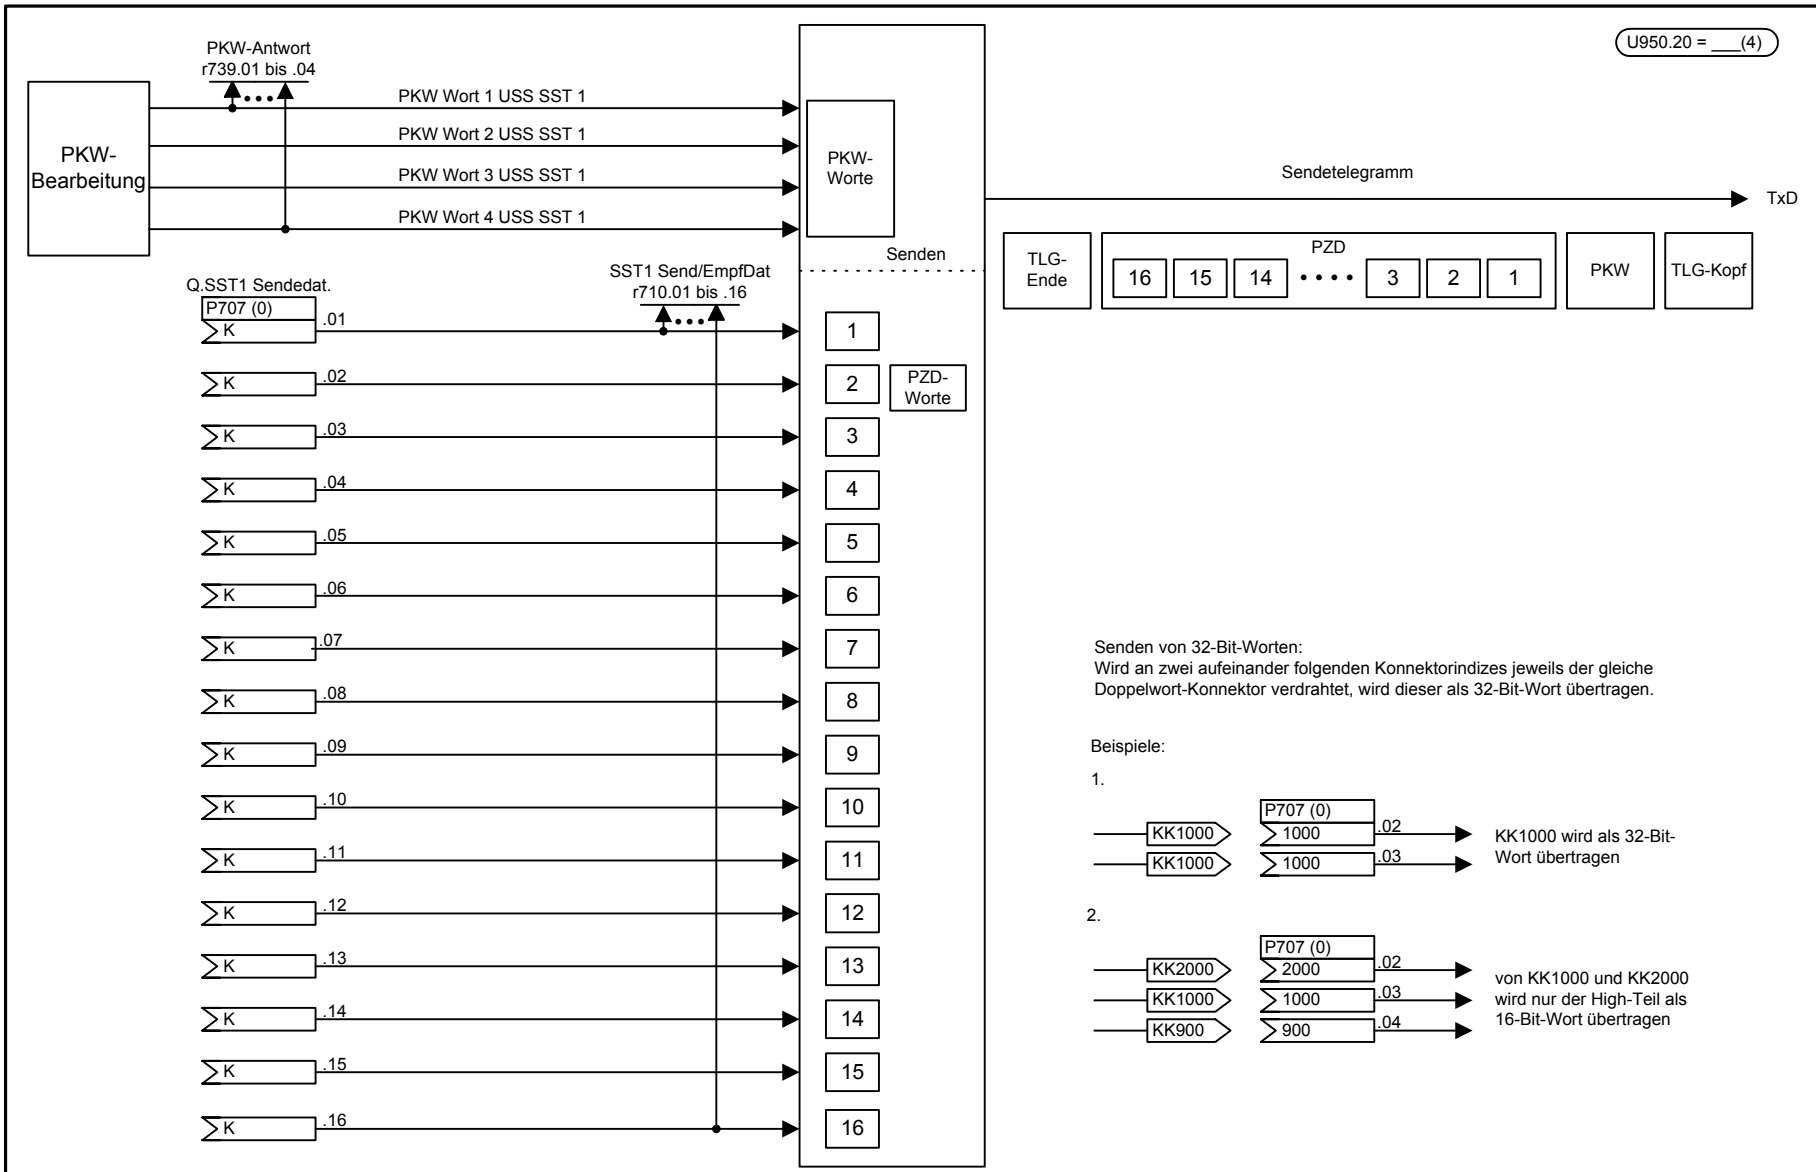 U950.20 = ___(4)
PKW-Antwort
r739.01 bis .04
PKW-
Bearbeitung
PKW Wort 1 USS SST 1
PKW Wort 2 USS SST 1
PKW Wort 3 USS SST 1
PKW Wort 4 USS SST 1
PKW-
Worte
Senden
Sendetelegramm
TxD
TLG-
Ende
PZD
16 15 14 3 2 1
PKW
TLG-Kopf
Q.SST1 Sendedat.
P707 (0)
SST1 Send/EmpfDat
r710.01 bis .16
K .01 1
K .02 2
PZD-
Worte
K .03 3
K .04 4
K .05 5
K .06 6
K .07 7
K .08 8
K .09 9
K .10 10
K .11 11
K .12 12
K .13 13
K .14 14
K .15 15
K .16 16
Senden von 32-Bit-Worten:
Wird an zwei aufeinander folgenden Konnektorindizes jeweils der gleiche
Doppelwort-Konnektor verdrahtet, wird dieser als 32-Bit-Wort übertragen.
Beispiele:
1.
P707 (0)
KK1000 1000 .02
KK1000 1000 .03
KK1000 wird als 32-Bit-
Wort übertragen
2.
P707 (0)
KK2000 2000 .02
KK1000 1000 .03
KK900 900 .04
von KK1000 und KK2000
wird nur der High-Teil als
16-Bit-Wort übertragen